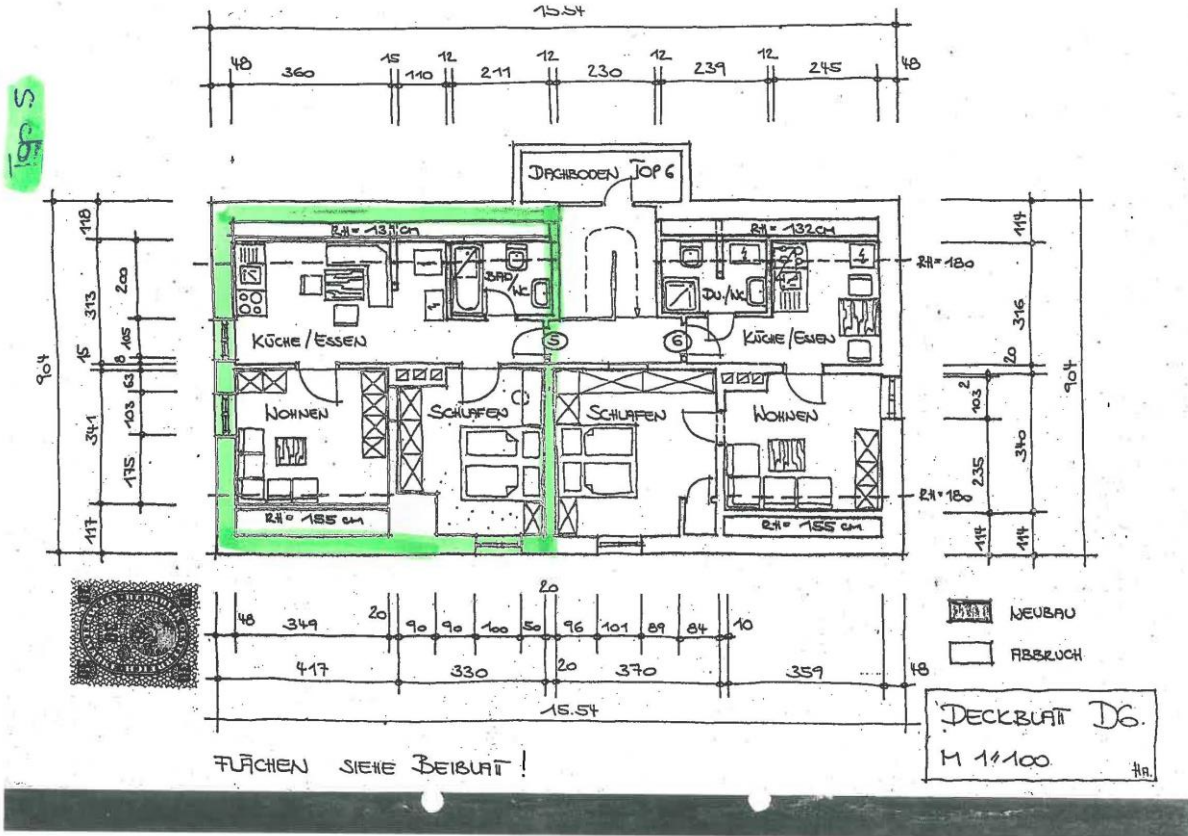 15.54
48 360 15 110 12 211 12 230 12 239 12 245 48
Top 5
DACHBODEN TOP 6
RH = 132CM
RH=180
BAD/WC
DU./WC
KÜCHE/ESSEN
5
6
KÜCHE/ESSEN
WOHNEN
SCHLAFEN
SCHLAFEN
WOHNEN
RH=180
RH= 155 CM
RH= 155 CM
904
118
313
15
341
117
200
105
8
63
103
175
114
316
20
340
114
2
103
235
114
904
20
48 349 20 90 90 100 50 96 101 89 84 10
417 330 20 370 359 48
15.54
NEUBAU
ABBRUCH
DECKBLATT D6.
M 1:100
HA.
FLÄCHEN SIEHE BEIBLATT!